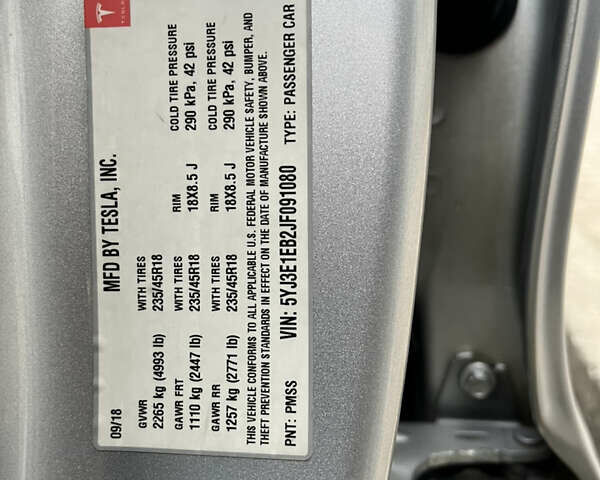 TESLA
MFD BY TESLA, INC.
09/18
GVWR WITH TIRES RIM COLD TIRE PRESSURE
2265 kg (4993 lb) 235/45R18 18X8.5 J 290 kPa, 42 psi
GAWR FRT WITH TIRES RIM COLD TIRE PRESSURE
1110 kg (2447 lb) 235/45R18 18X8.5 J 290 kPa, 42 psi
GAWR RR WITH TIRES
1257 kg (2771 lb) 235/45R18
THIS VEHICLE CONFORMS TO ALL APPLICABLE U.S. FEDERAL MOTOR VEHICLE SAFETY, BUMPER, AND
THEFT PREVENTION STANDARDS IN EFFECT ON THE DATE OF MANUFACTURE SHOWN ABOVE.
PNT: PMSS VIN: 5YJ3E1EB2JF091080 TYPE: PASSENGER CAR